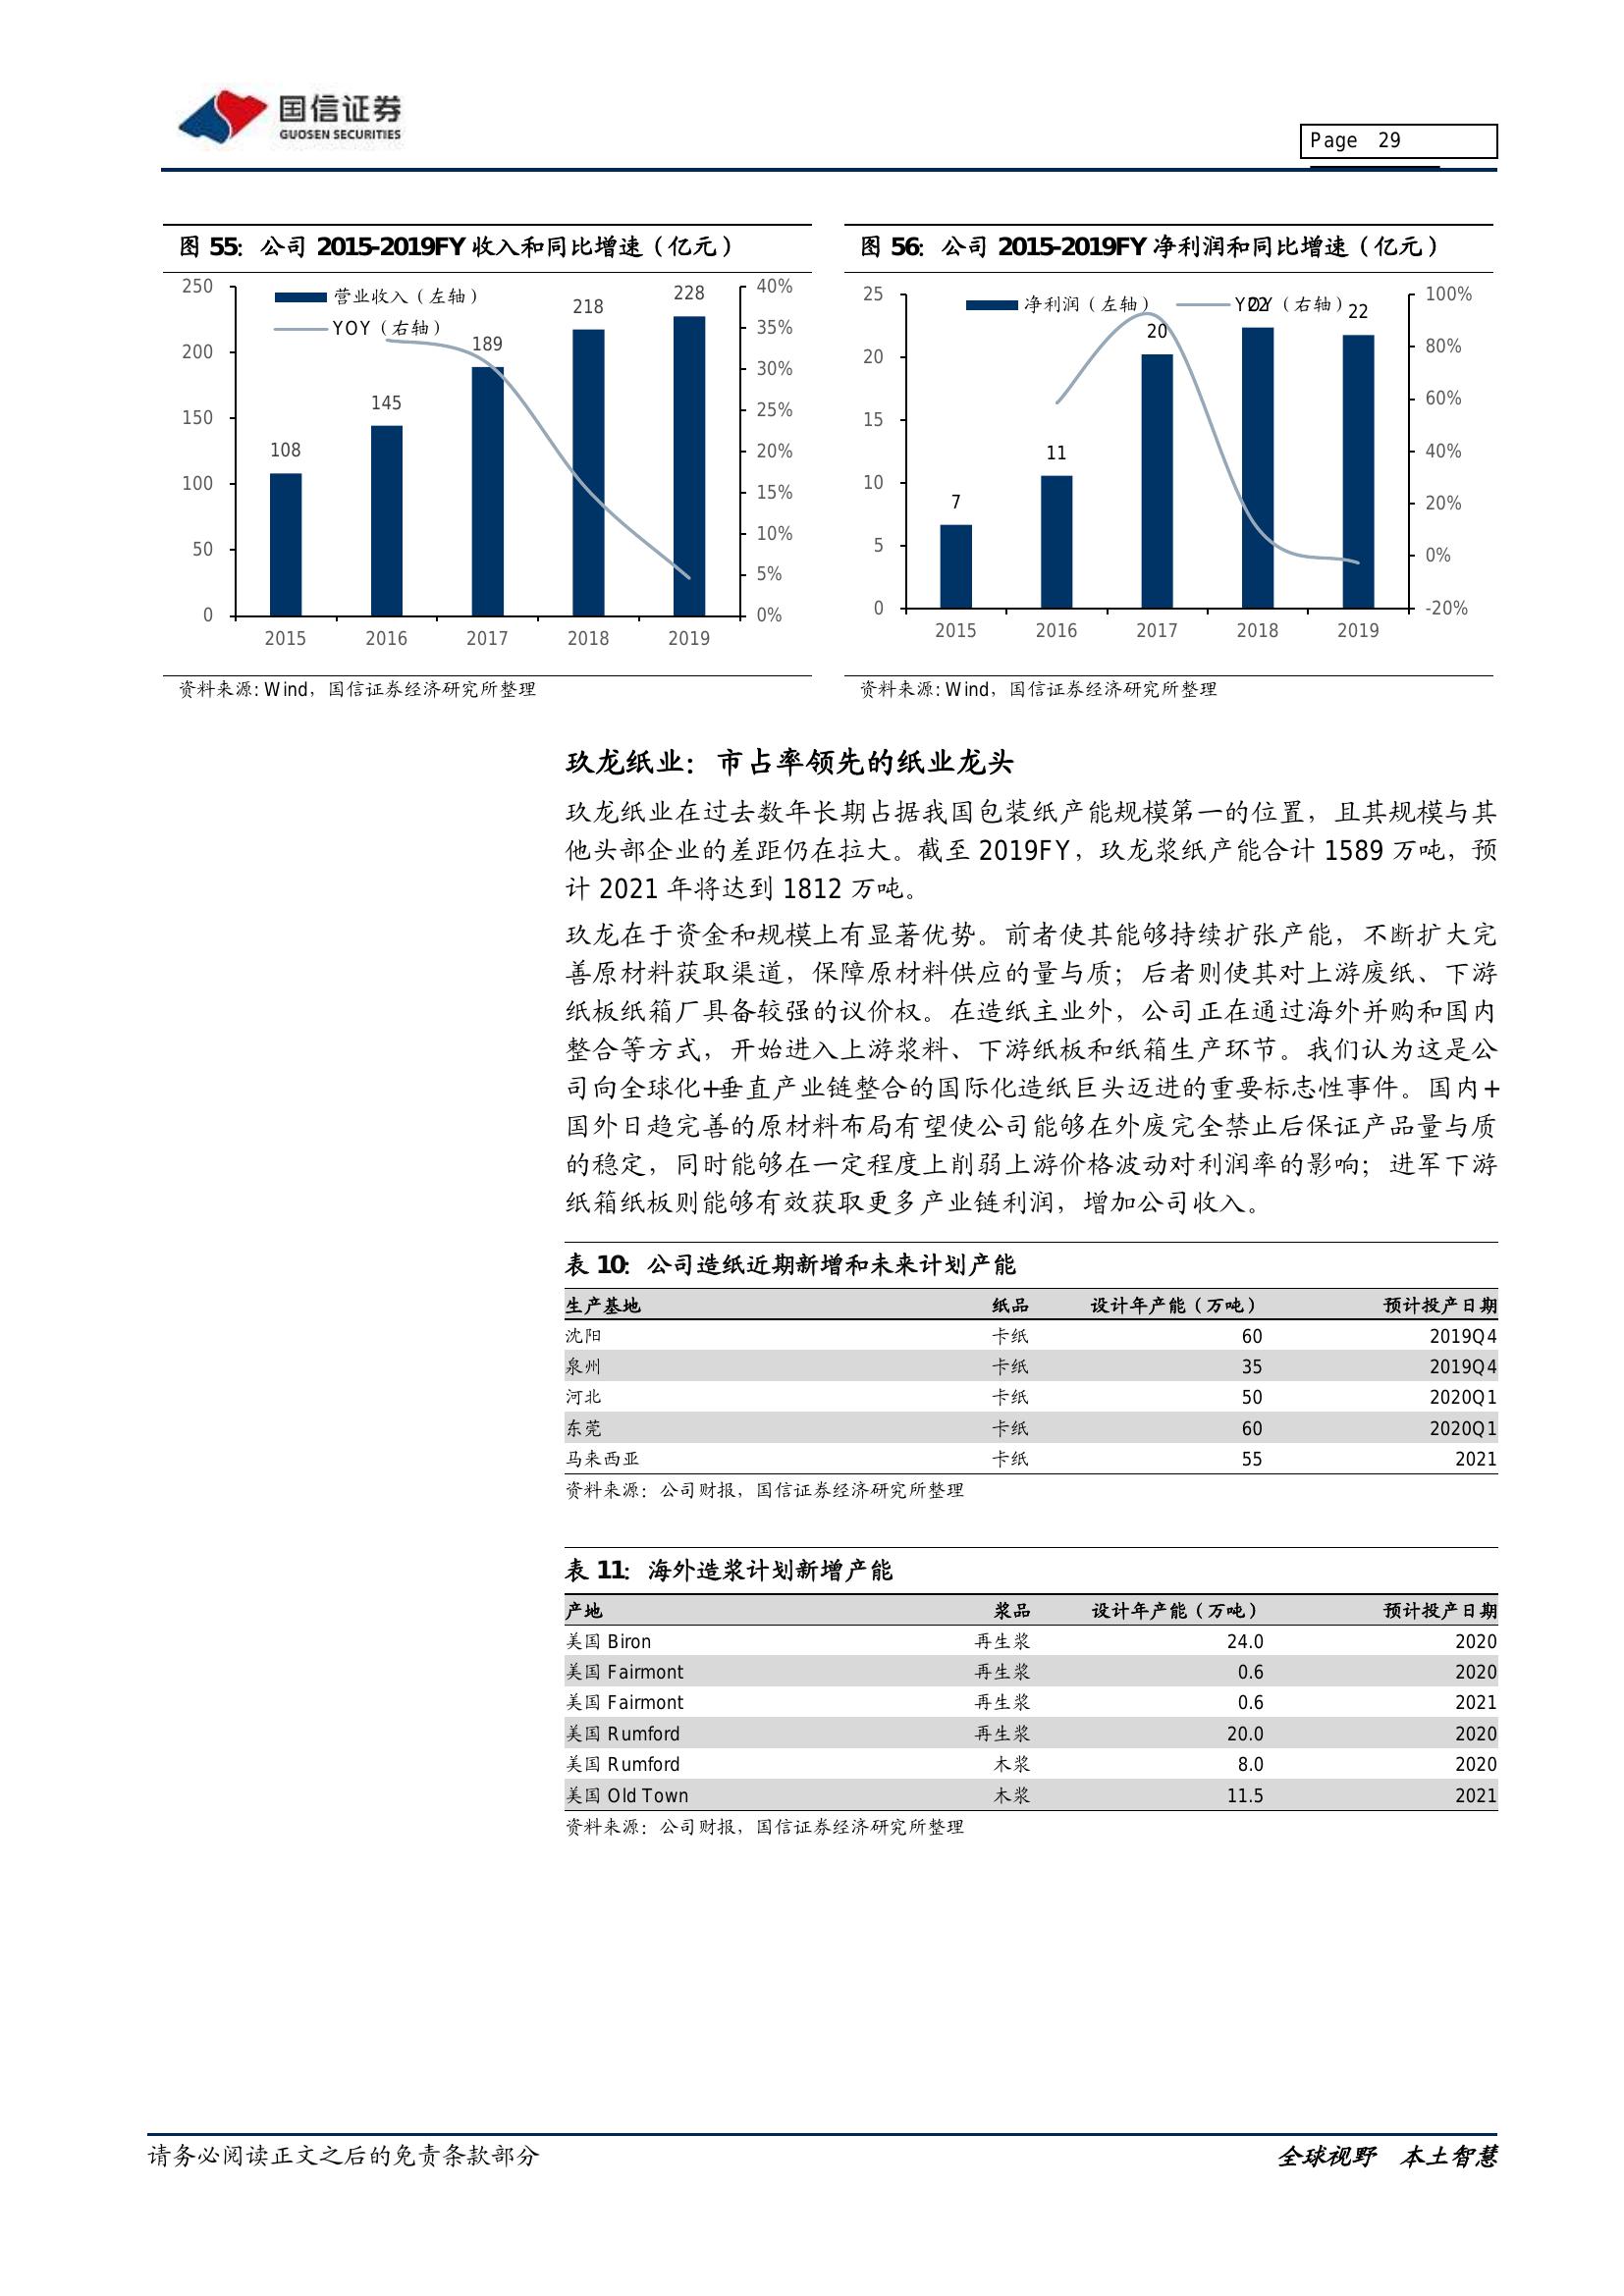 国信证券
GUOSEN SECURITIES
Page 29
图 55：公司 2015-2019FY 收入和同比增速（亿元）
250
200
150
100
50
0
营业收入（左轴）
YOY（右轴）
108
145
189
218
228
40%
35%
30%
25%
20%
15%
10%
5%
0%
2015 2016 2017 2018 2019
资料来源: Wind，国信证券经济研究所整理
图 56：公司 2015-2019FY 净利润和同比增速（亿元）
25
20
15
10
5
0
净利润（左轴）
YOY（右轴）
7
11
20
22
22
100%
80%
60%
40%
20%
0%
-20%
2015 2016 2017 2018 2019
资料来源: Wind，国信证券经济研究所整理
玖龙纸业：市占率领先的纸业龙头
玖龙纸业在过去数年长期占据我国包装纸产能规模第一的位置，且其规模与其
他头部企业的差距仍在拉大。截至 2019FY，玖龙浆纸产能合计 1589 万吨，预
计 2021 年将达到 1812 万吨。
玖龙在于资金和规模上有显著优势。前者使其能够持续扩张产能，不断扩大完
善原材料获取渠道，保障原材料供应的量与质；后者则使其对上游废纸、下游
纸板纸箱厂具备较强的议价权。在造纸主业外，公司正在通过海外并购和国内
整合等方式，开始进入上游浆料、下游纸板和纸箱生产环节。我们认为这是公
司向全球化+垂直产业链整合的国际化造纸巨头迈进的重要标志性事件。国内+
国外日趋完善的原材料布局有望使公司能够在外废完全禁止后保证产品量与质
的稳定，同时能够在一定程度上削弱上游价格波动对利润率的影响；进军下游
纸箱纸板则能够有效获取更多产业链利润，增加公司收入。
表 10：公司造纸近期新增和未来计划产能
生产基地 纸品 设计年产能（万吨） 预计投产日期
沈阳 卡纸 60 2019Q4
泉州 卡纸 35 2019Q4
河北 卡纸 50 2020Q1
东莞 卡纸 60 2020Q1
马来西亚 卡纸 55 2021
资料来源：公司财报，国信证券经济研究所整理
表 11：海外造浆计划新增产能
产地 浆品 设计年产能（万吨） 预计投产日期
美国 Biron 再生浆 24.0 2020
美国 Fairmont 再生浆 0.6 2020
美国 Fairmont 再生浆 0.6 2021
美国 Rumford 再生浆 20.0 2020
美国 Rumford 木浆 8.0 2020
美国 Old Town 木浆 11.5 2021
资料来源：公司财报，国信证券经济研究所整理
请务必阅读正文之后的免责条款部分
全球视野 本土智慧